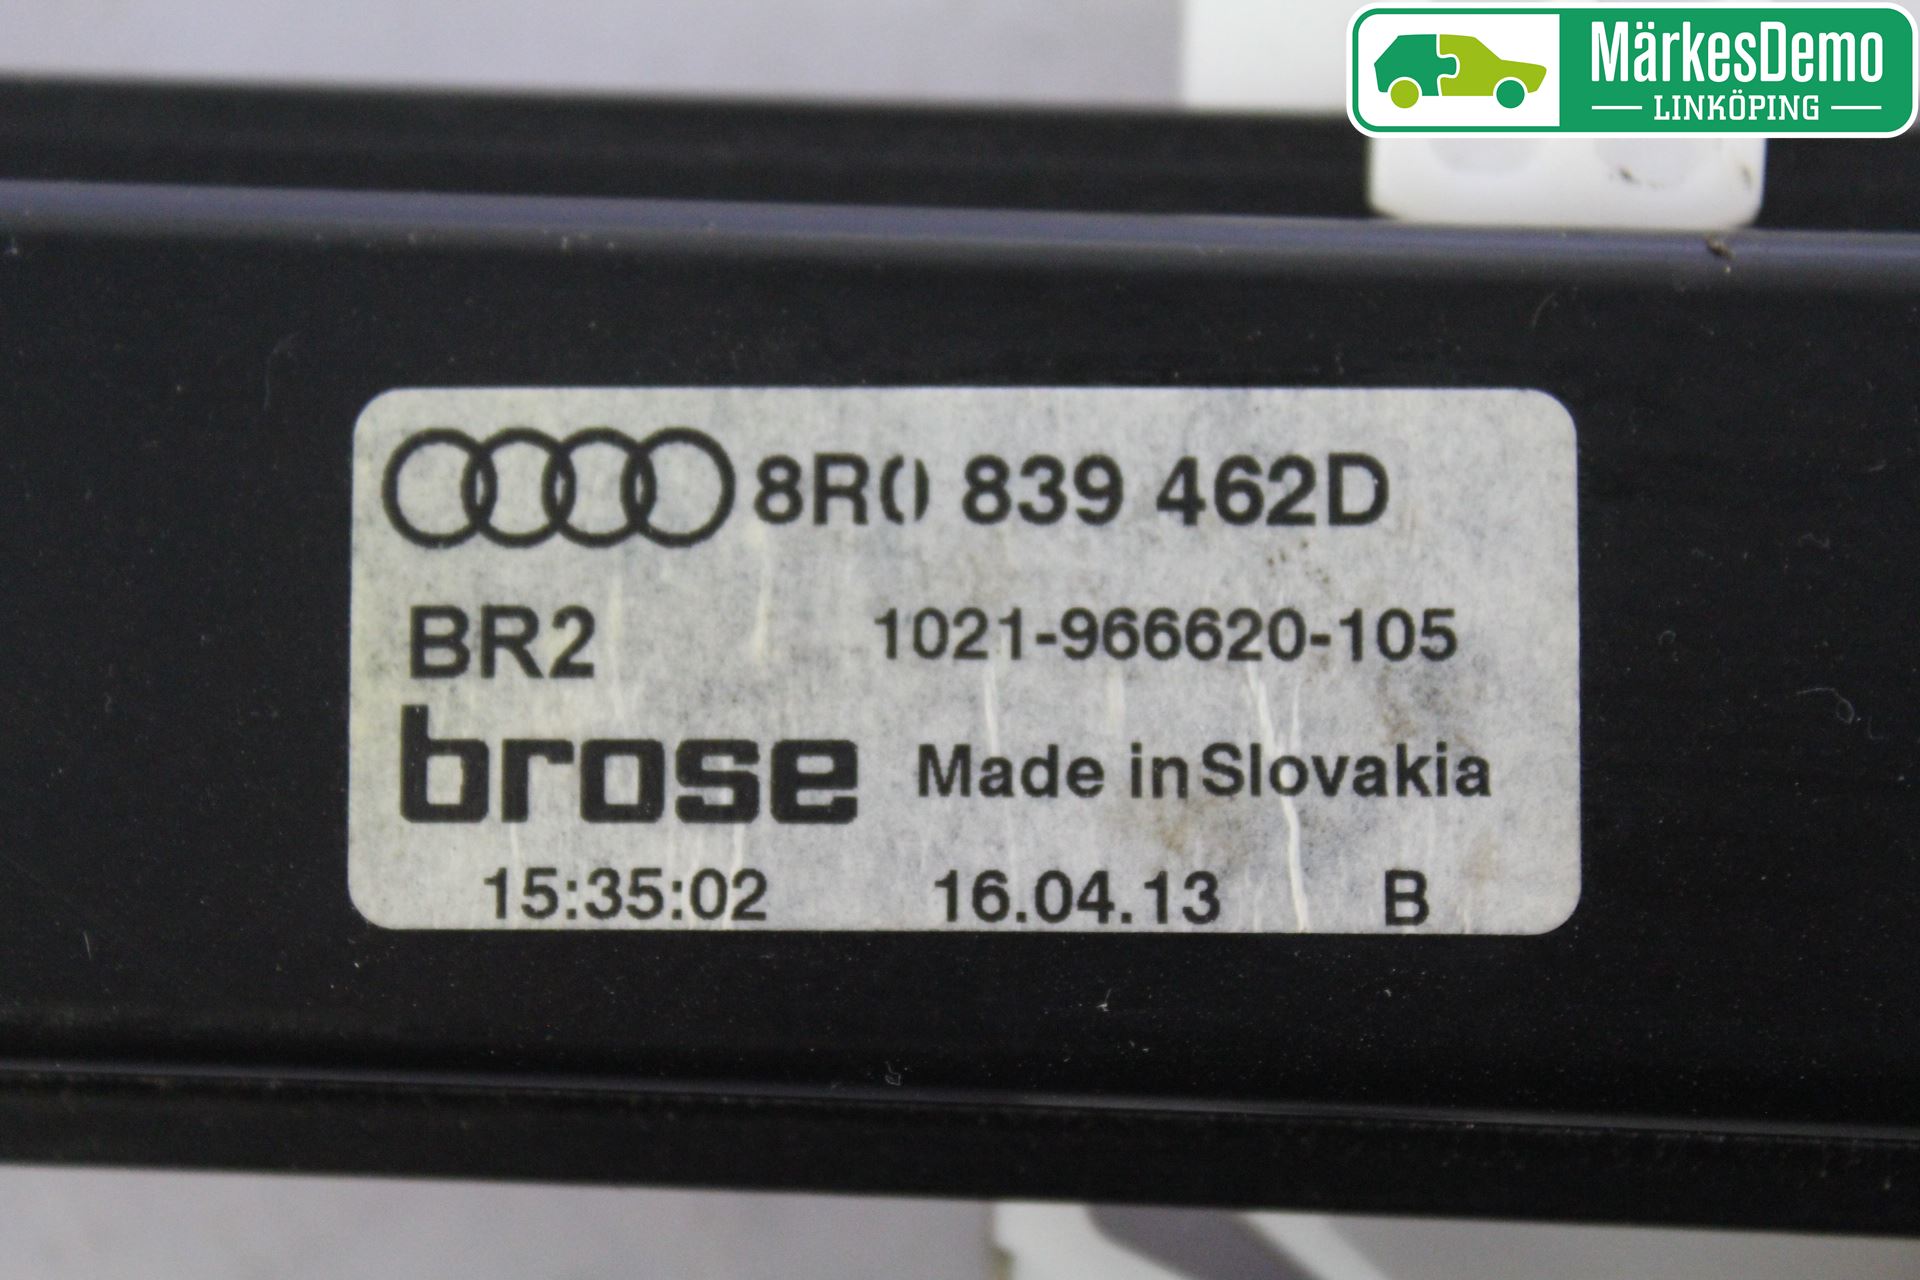 MärkesDemo
LINKÖPING
8R0 839 462D
BR2 1021-966620-105
brose Made in Slovakia
15:35:02 16.04.13 B